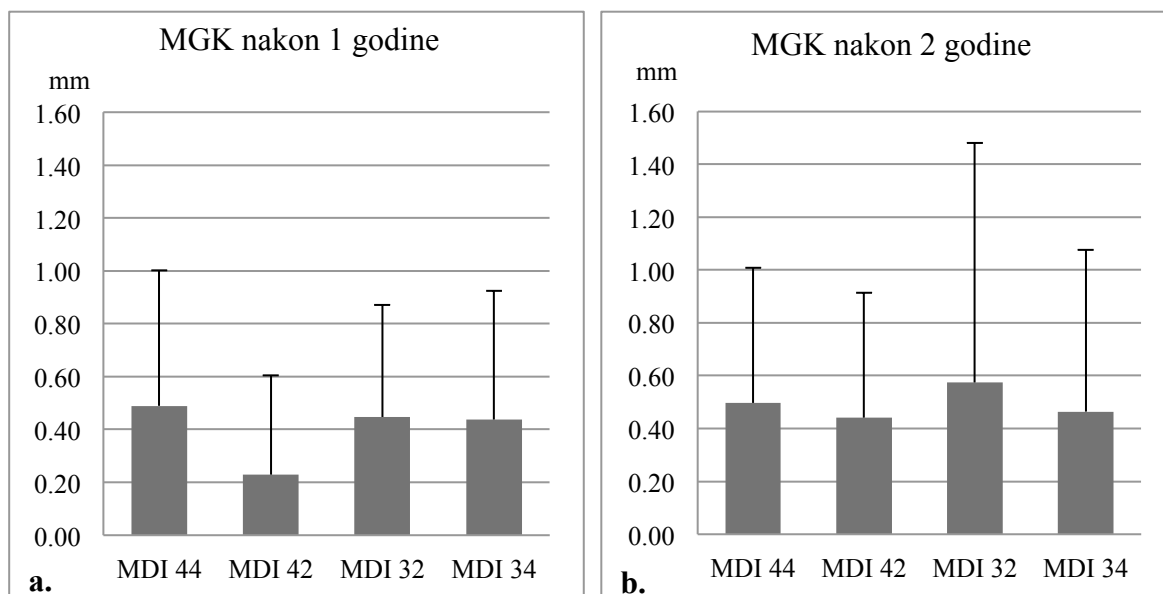 MGK nakon 1 godine
mm
1.60
1.40
1.20
1.00
0.80
0.60
0.40
0.20
0.00
MDI 44 MDI 42 MDI 32 MDI 34
a.
MGK nakon 2 godine
mm
1.60
1.40
1.20
1.00
0.80
0.60
0.40
0.20
0.00
MDI 44 MDI 42 MDI 32 MDI 34
b.